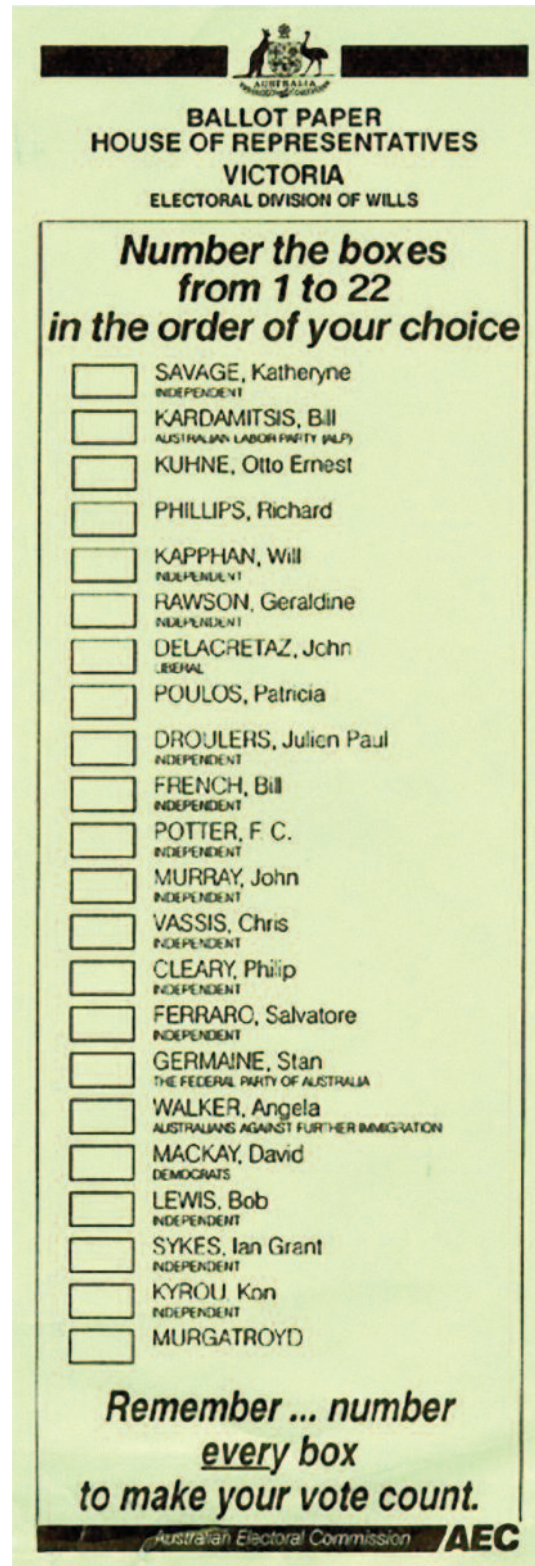 AUSTRALIA
BALLOT PAPER
HOUSE OF REPRESENTATIVES
VICTORIA
ELECTORAL DIVISION OF WILLS
Number the boxes
from 1 to 22
in the order of your choice
SAVAGE, Katheryne
INDEPENDENT
KARDAMITSIS, Bill
AUSTRALIAN LABOR PARTY (ALP)
KUHNE, Otto Ernest
PHILLIPS, Richard
KAPPHAN, Will
INDEPENDENT
RAWSON, Geraldine
INDEPENDENT
DELACRETAZ, John
LIBERAL
POULOS, Patricia
DROULERS, Julien Paul
INDEPENDENT
FRENCH, Bill
INDEPENDENT
POTTER, F. C.
INDEPENDENT
MURRAY, John
INDEPENDENT
VASSIS, Chris
INDEPENDENT
CLEARY, Philip
INDEPENDENT
FERRARO, Salvatore
INDEPENDENT
GERMAINE, Stan
THE FEDERAL PARTY OF AUSTRALIA
WALKER, Angela
AUSTRALIANS AGAINST FURTHER IMMIGRATION
MACKAY, David
DEMOCRATS
LEWIS, Bob
INDEPENDENT
SYKES, Ian Grant
INDEPENDENT
KYROU, Kon
INDEPENDENT
MURGATROYD
Remember ... number
every box
to make your vote count.
Australian Electoral Commission AEC